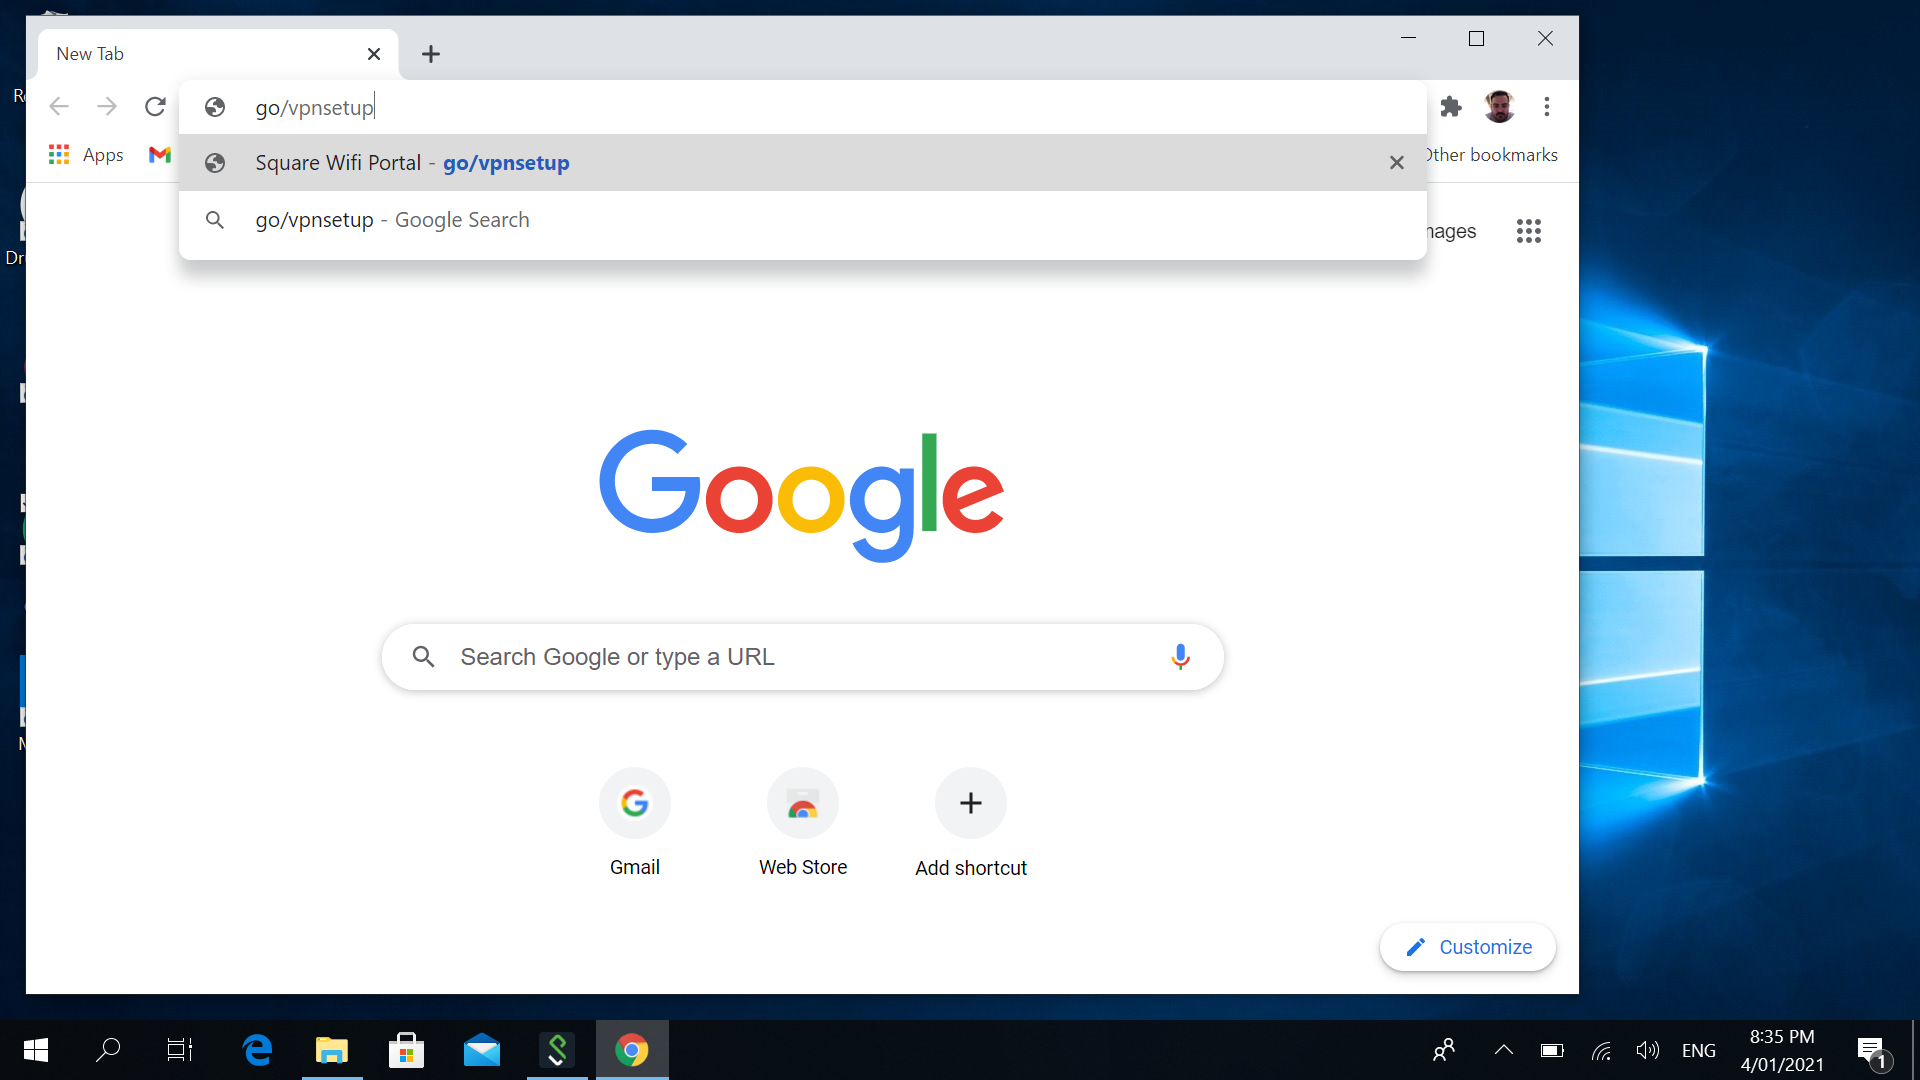 New Tab
go/vpnsetup
Apps
Square Wifi Portal - go/vpnsetup
Other bookmarks
go/vpnsetup - Google Search
Google
Search Google or type a URL
Gmail
Web Store
Add shortcut
Customize
ENG
8:35 PM
4/01/2021
1